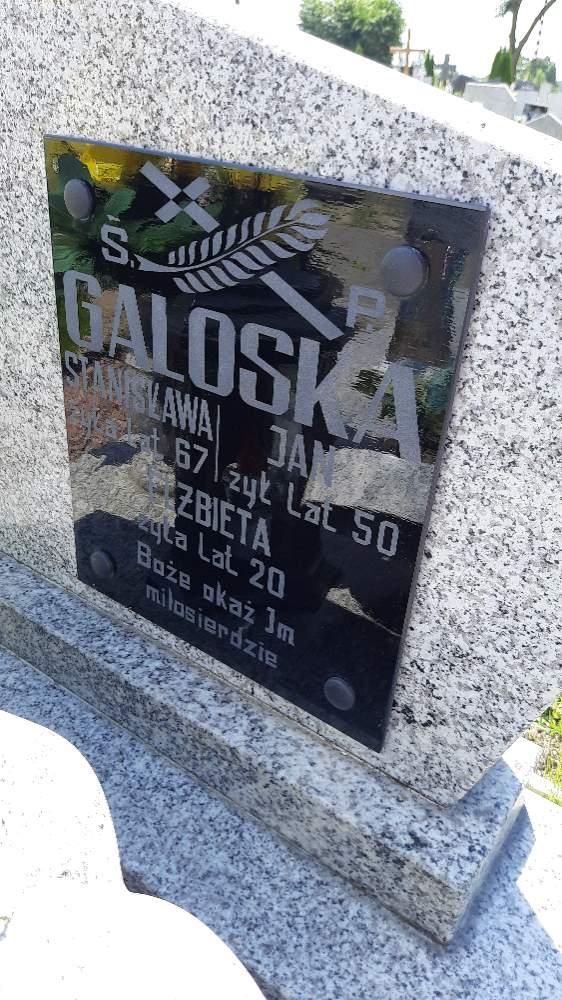 Ś. P.
GALOSKA
STANISŁAWA JAN
żyła lat 67 żył lat 50
ELŻBIETA
żyła lat 20
Boże okaż Im
miłosierdzie